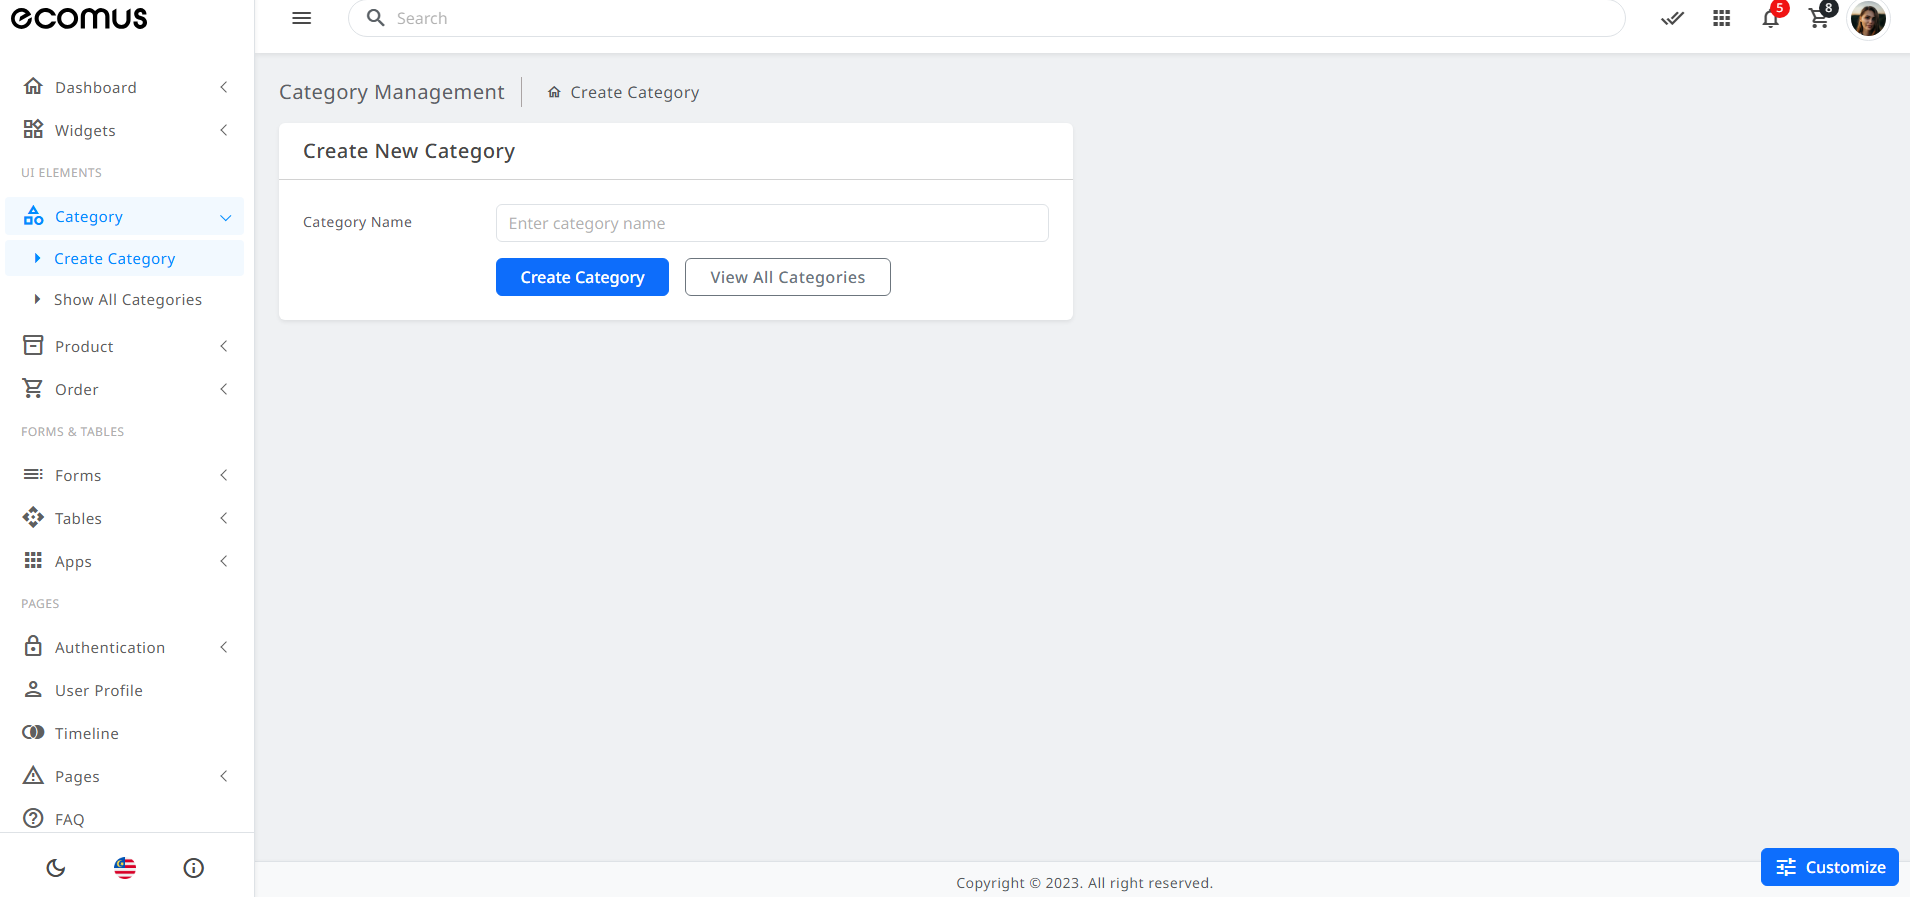 ecomus
Search
5
8
Dashboard
Widgets
UI ELEMENTS
Category
Create Category
Show All Categories
Product
Order
FORMS & TABLES
Forms
Tables
Apps
PAGES
Authentication
User Profile
Timeline
Pages
FAQ
Category Management
Create Category
Create New Category
Category Name
Enter category name
Create Category
View All Categories
Copyright © 2023. All right reserved.
Customize